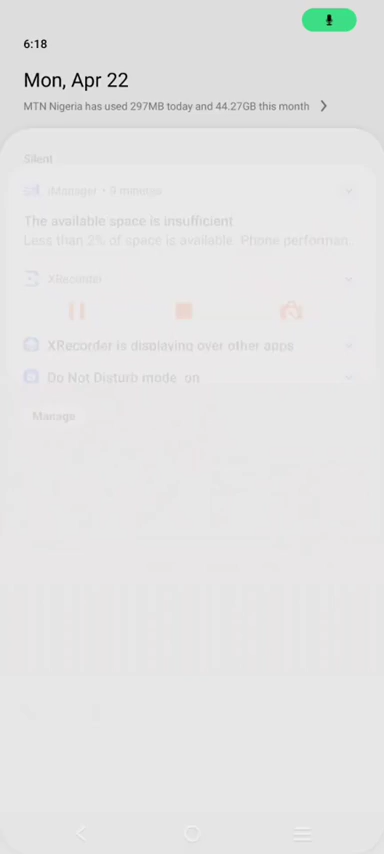 6:18
Mon, Apr 22
MTN Nigeria has used 297MB today and 44.27GB this month
Silent
iManager • 9 minutes
The available space is insufficient
Less than 2% of space is available. Phone performan
XRecorder
XRecorder is displaying over other apps
Do Not Disturb mode on
Manage